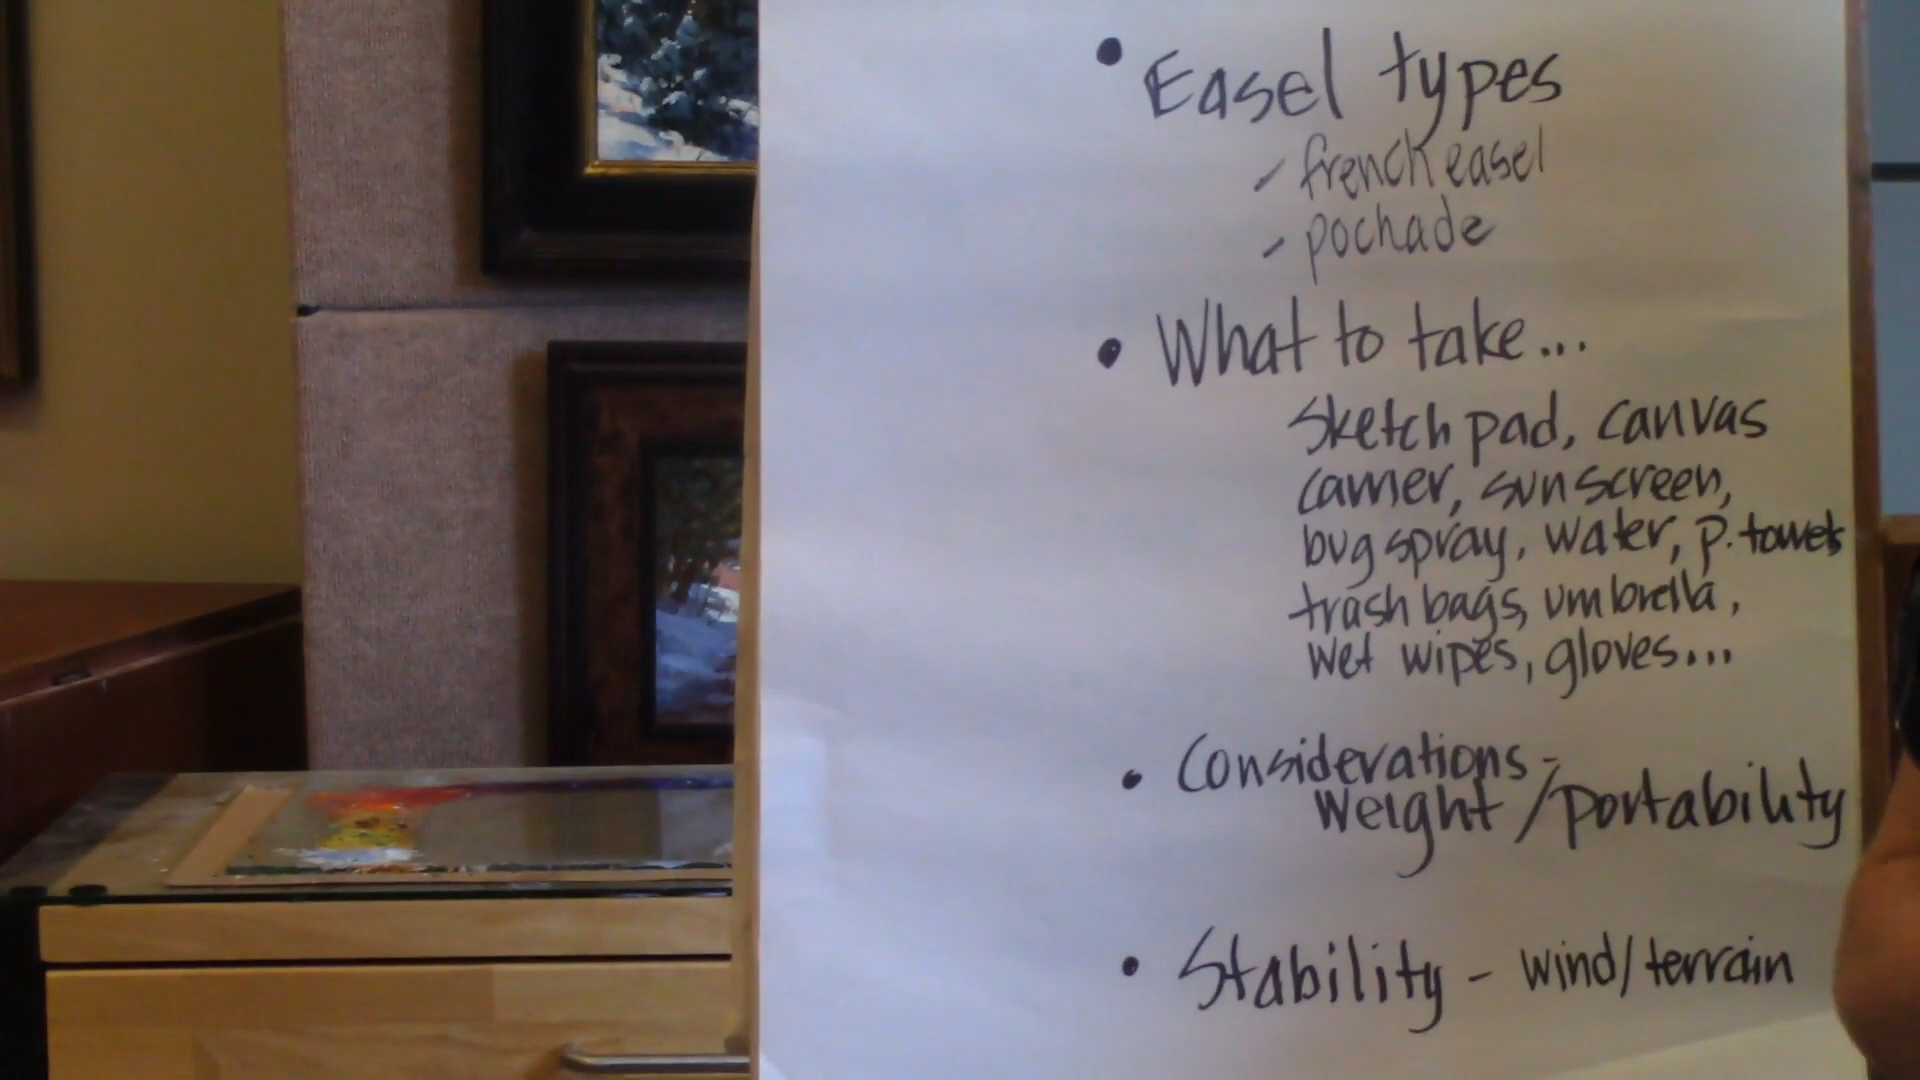 • Easel types
- french easel
- pochade
• What to take...
sketch pad, canvas
carrier, sunscreen,
bug spray, water, p. towels
trash bags, umbrella,
wet wipes, gloves...
• Considerations -
weight/portability
• Stability - wind/terrain